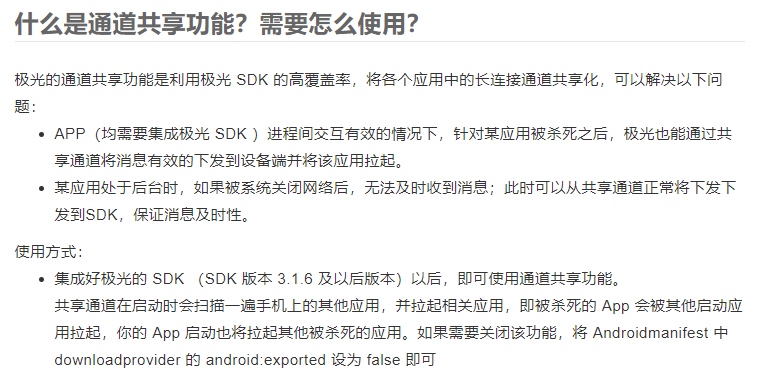 什么是通道共享功能？需要怎么使用？
极光的通道共享功能是利用极光 SDK 的高覆盖率，将各个应用中的长连接通道共享化，可以解决以下问
题：
APP（均需要集成极光 SDK ）进程间交互有效的情况下，针对某应用被杀死之后，极光也能通过共
享通道将消息有效的下发到设备端并将该应用拉起。
某应用处于后台时，如果被系统关闭网络后，无法及时收到消息；此时可以从共享通道正常将下发下
发到SDK，保证消息及时性。
使用方式：
集成好极光的 SDK （SDK 版本 3.1.6 及以后版本）以后，即可使用通道共享功能。
共享通道在启动时会扫描一遍手机上的其他应用，并拉起相关应用，即被杀死的 App 会被其他启动应
用拉起，你的 App 启动也将拉起其他被杀死的应用。如果需要关闭该功能，将 Androidmanifest 中
downloadprovider 的 android:exported 设为 false 即可